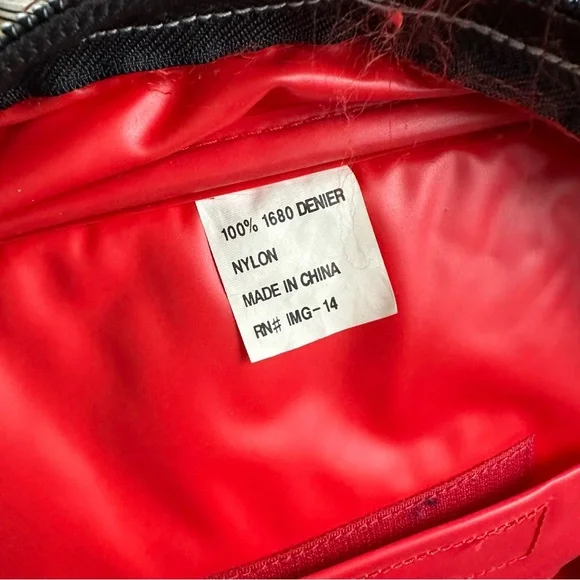 100% 1680 DENIER
NYLON
MADE IN CHINA
RN# IMG-14